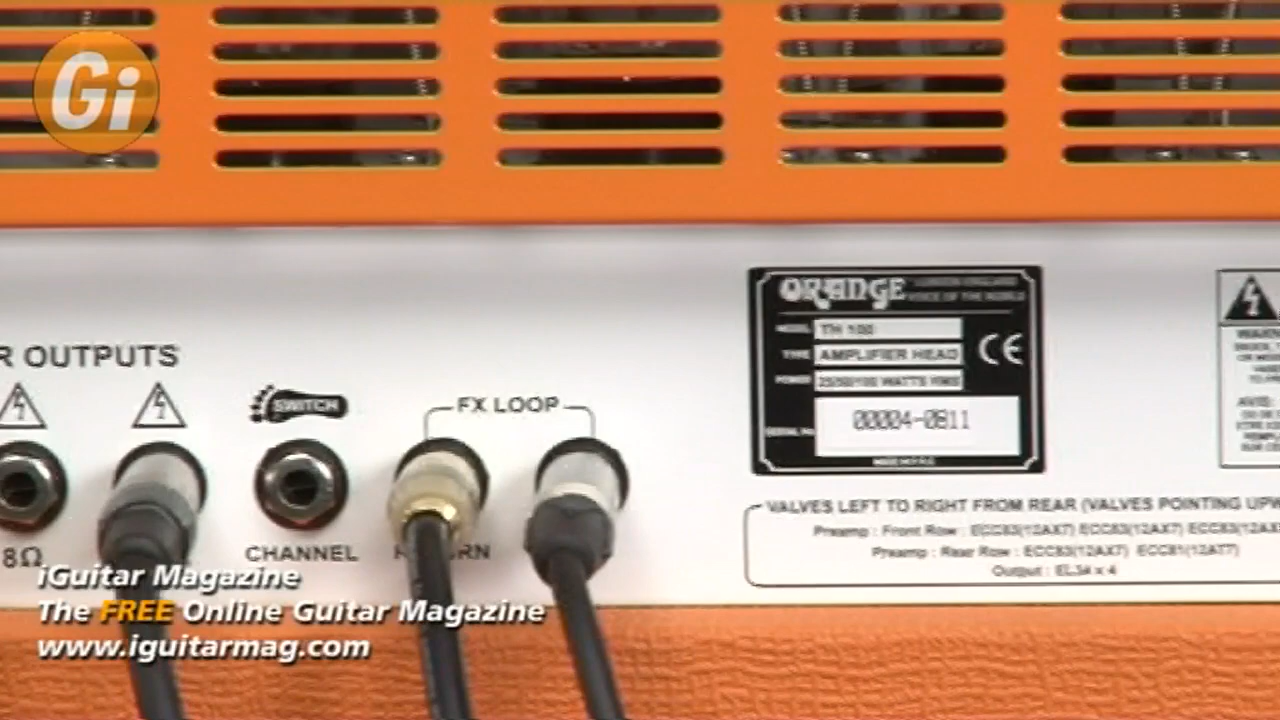 Gi
R OUTPUTS
SWITCH
FX LOOP
8Ω
CHANNEL
ORANGE
VOICE OF THE WORLD
MODEL TH 100
TYPE AMPLIFIER HEAD
POWER 25/50/100 WATTS RMS
SERIAL No 00004-0811
CE
VALVES LEFT TO RIGHT FROM REAR (VALVES POINTING UPW
Preamp : Front Row : ECC83(12AX7) ECC83(12AX7) ECC83(12AX
Preamp : Rear Row : ECC83(12AX7) ECC81(12AT7)
Output : EL34 x 4
iGuitar Magazine
The FREE Online Guitar Magazine
www.iguitarmag.com